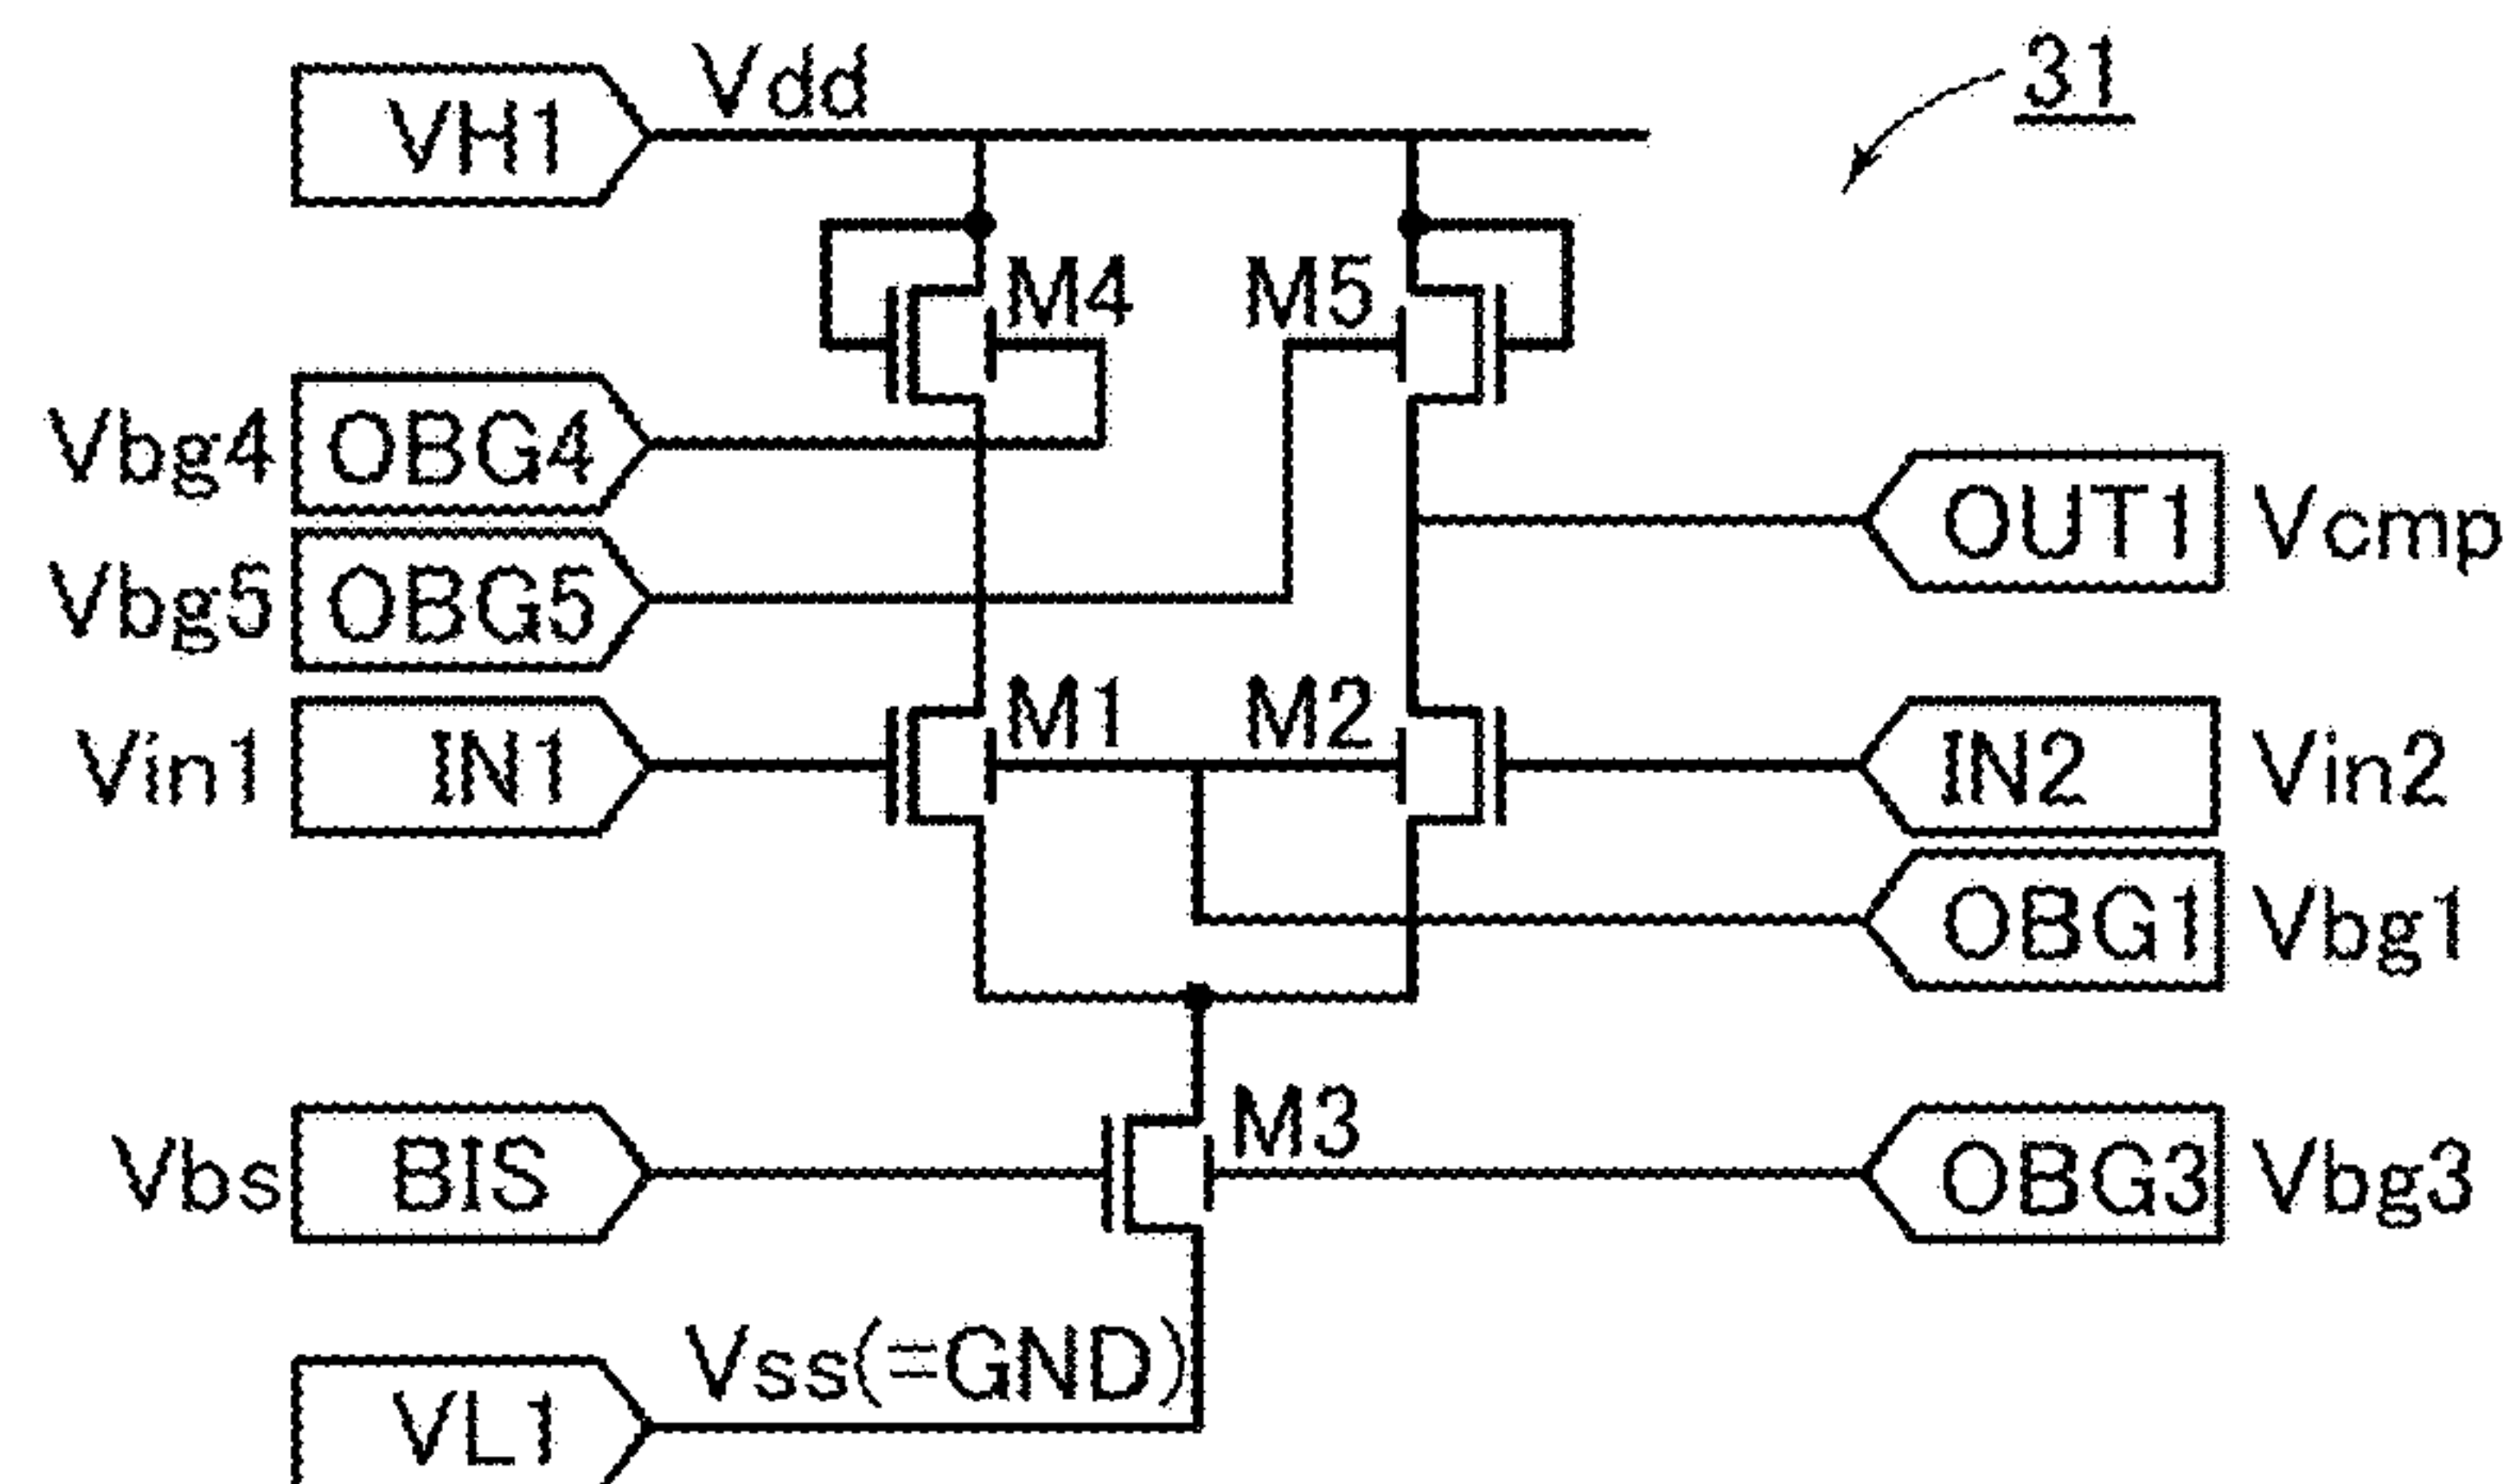 VH1 Vdd 31
M4 M5
Vbg4 OBG4
OUT1 Vcmp
Vbg5 OBG5
M1 M2
Vin1 IN1 IN2 Vin2
OBG1 Vbg1
M3
Vbs BIS OBG3 Vbg3
Vss(=GND)
VL1